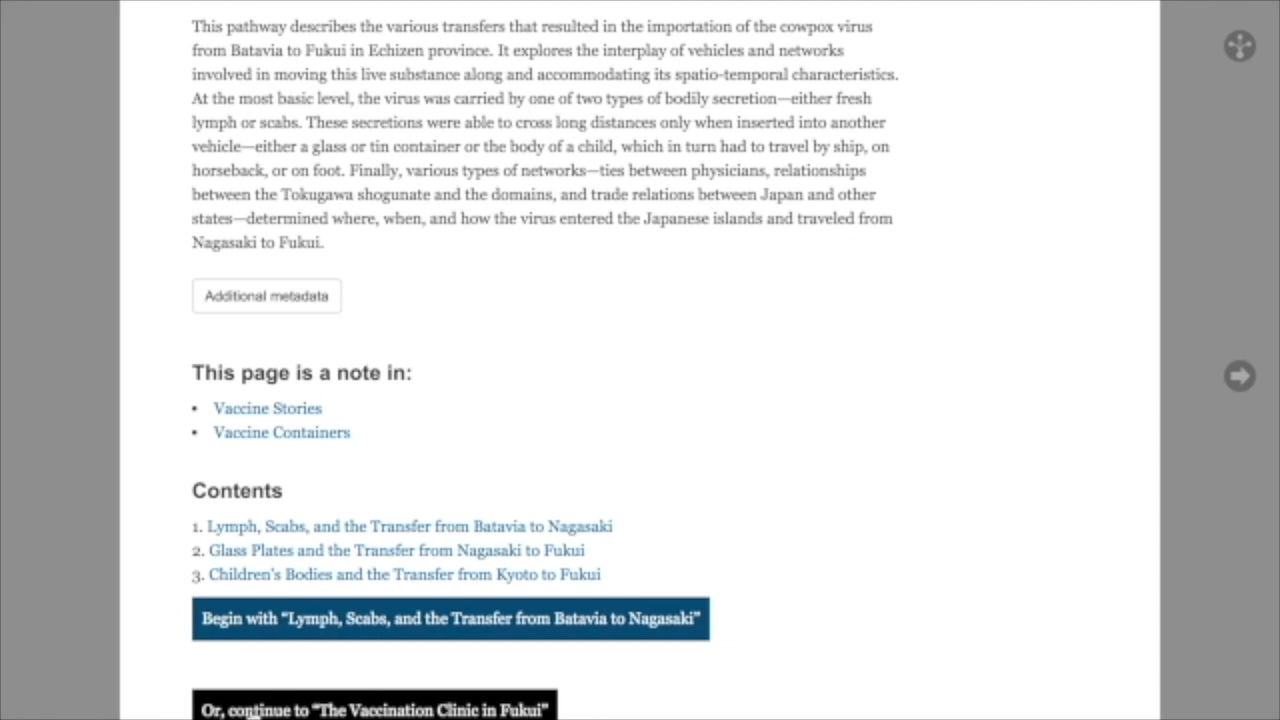 This pathway describes the various transfers that resulted in the importation of the cowpox virus
from Batavia to Fukui in Echizen province. It explores the interplay of vehicles and networks
involved in moving this live substance along and accommodating its spatio-temporal characteristics.
At the most basic level, the virus was carried by one of two types of bodily secretion—either fresh
lymph or scabs. These secretions were able to cross long distances only when inserted into another
vehicle—either a glass or tin container or the body of a child, which in turn had to travel by ship, on
horseback, or on foot. Finally, various types of networks—ties between physicians, relationships
between the Tokugawa shogunate and the domains, and trade relations between Japan and other
states—determined where, when, and how the virus entered the Japanese islands and traveled from
Nagasaki to Fukui.
Additional metadata
This page is a note in:
• Vaccine Stories
• Vaccine Containers
Contents
1. Lymph, Scabs, and the Transfer from Batavia to Nagasaki
2. Glass Plates and the Transfer from Nagasaki to Fukui
3. Children's Bodies and the Transfer from Kyoto to Fukui
Begin with “Lymph, Scabs, and the Transfer from Batavia to Nagasaki”
Or, continue to “The Vaccination Clinic in Fukui”